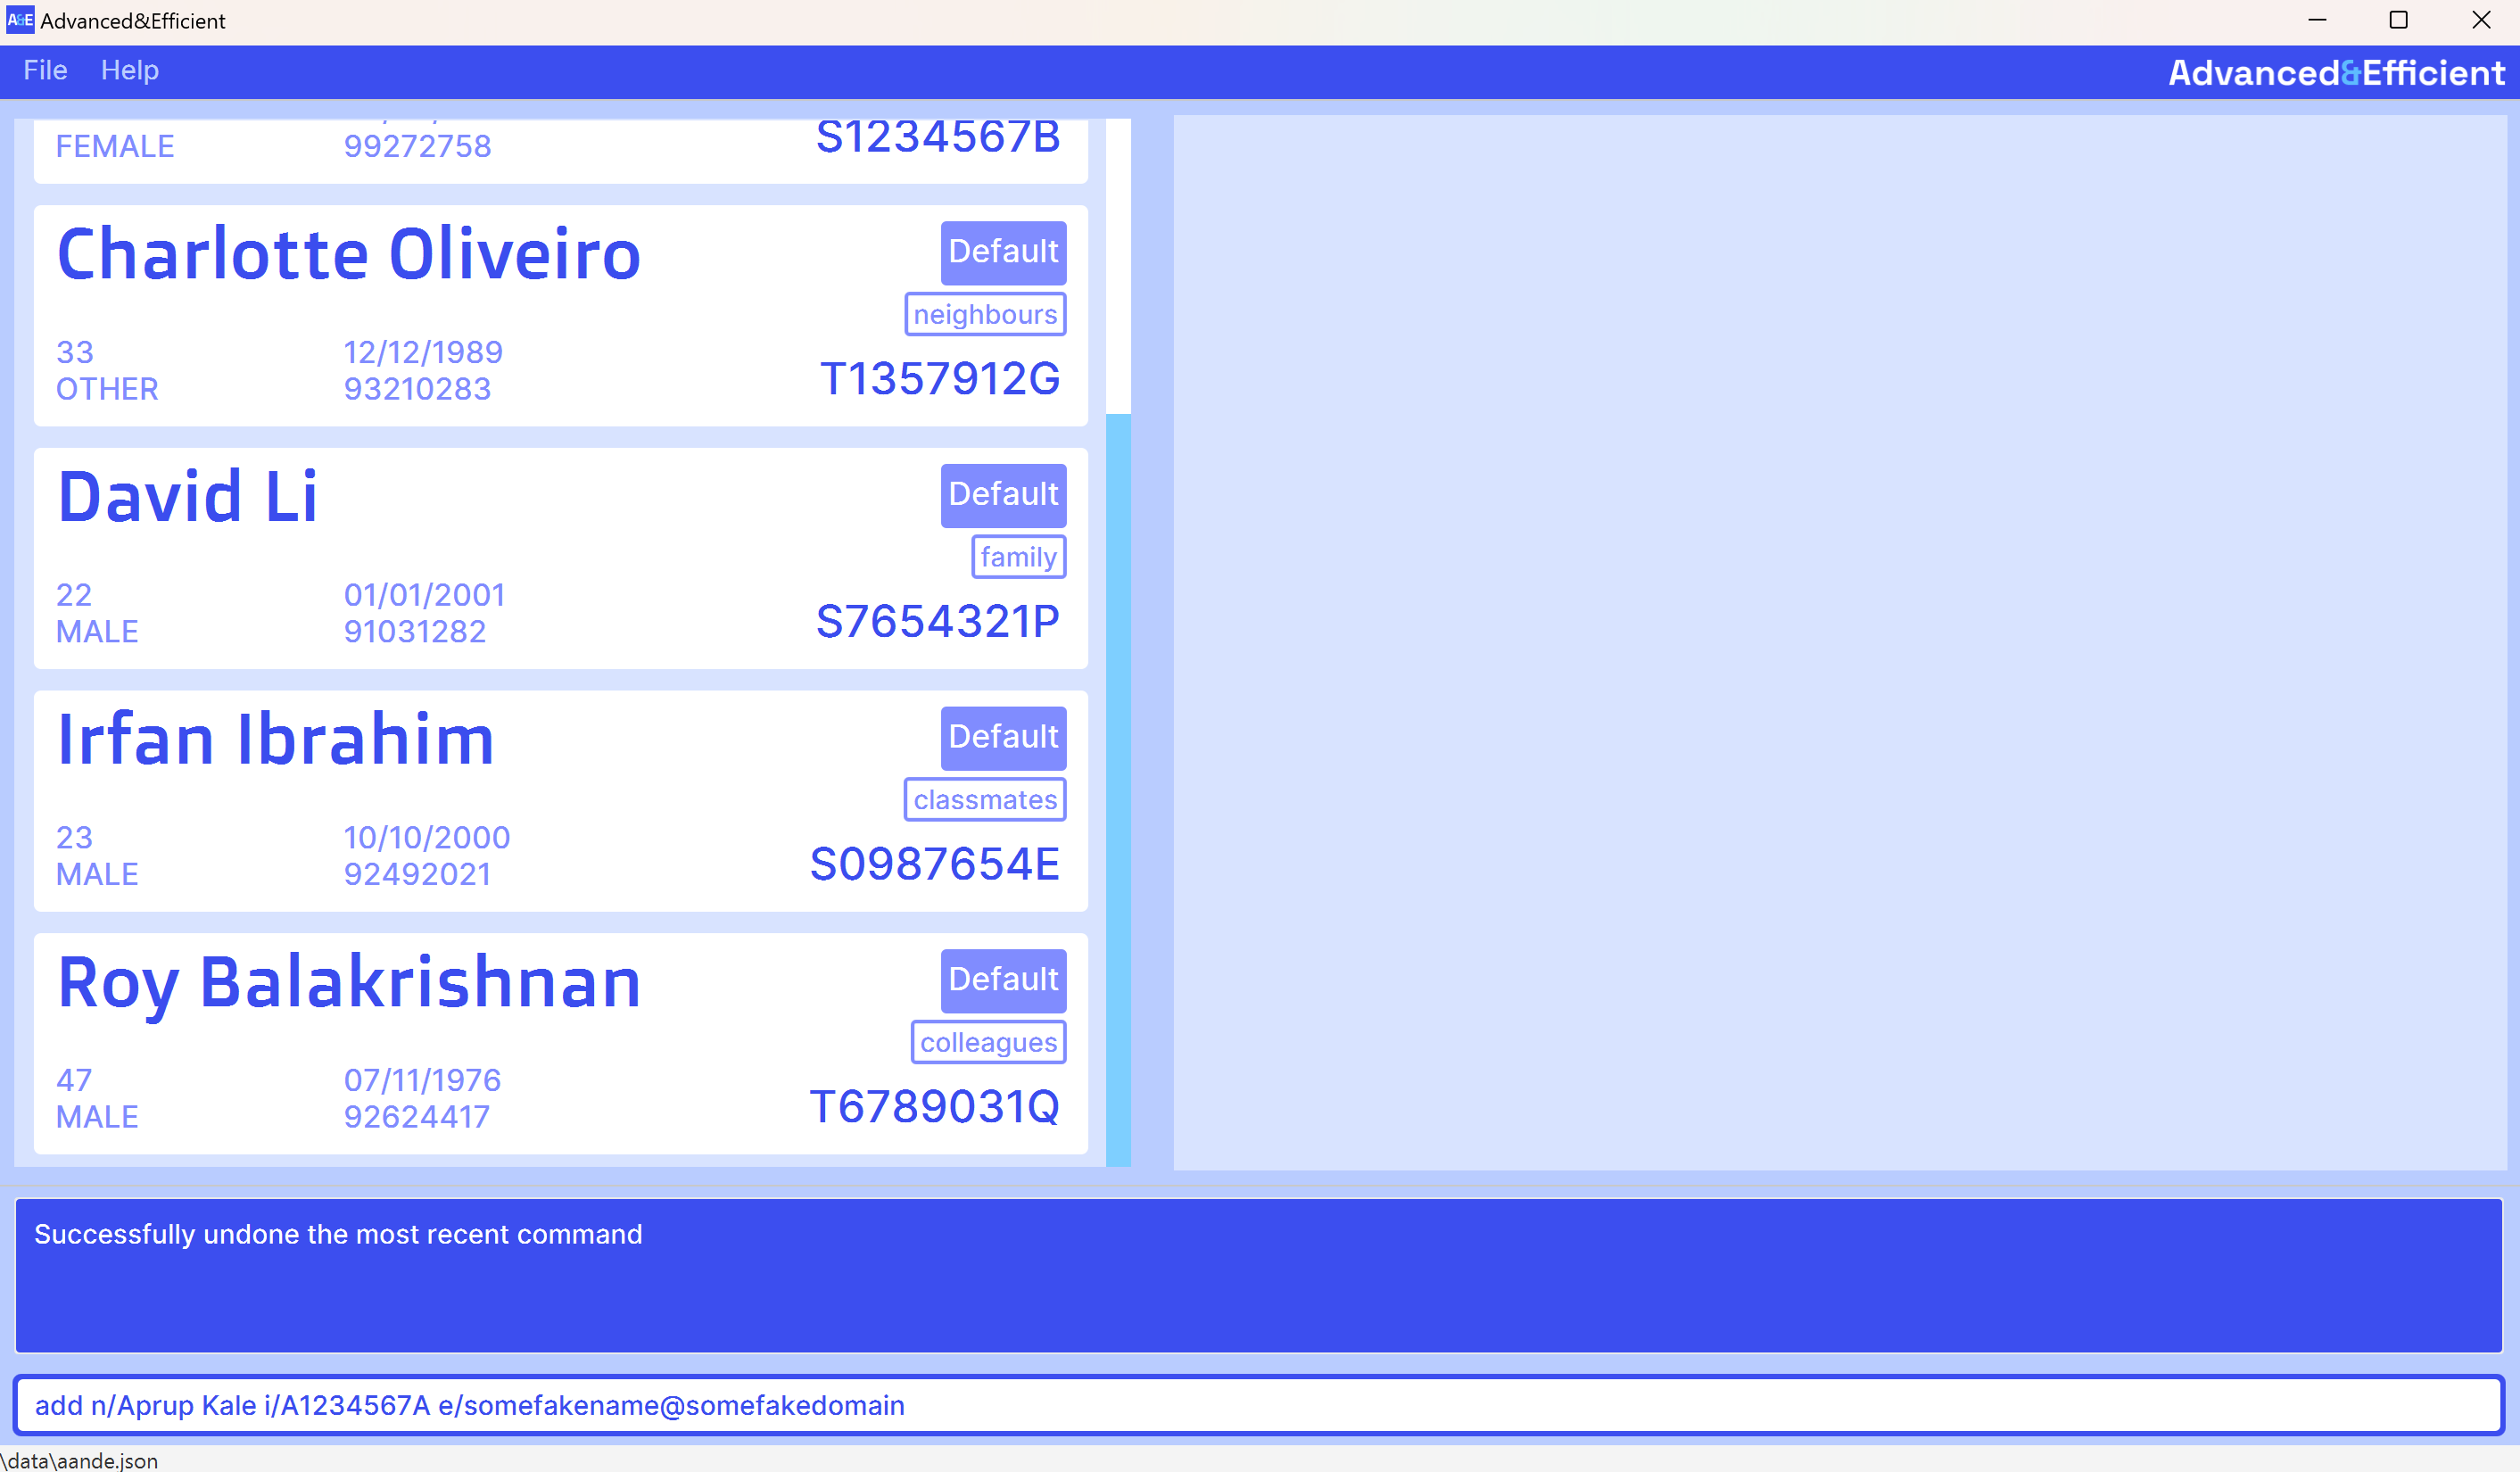 A&E Advanced&Efficient
File Help Advanced&Efficient
FEMALE 99272758 S1234567B
Charlotte Oliveiro Default
neighbours
33 12/12/1989
OTHER 93210283 T1357912G
David Li Default
family
22 01/01/2001
MALE 91031282 S7654321P
Irfan Ibrahim Default
classmates
23 10/10/2000
MALE 92492021 S0987654E
Roy Balakrishnan Default
colleagues
47 07/11/1976
MALE 92624417 T6789031Q
Successfully undone the most recent command
add n/Aprup Kale i/A1234567A e/somefakename@somefakedomain
\data\aande.json